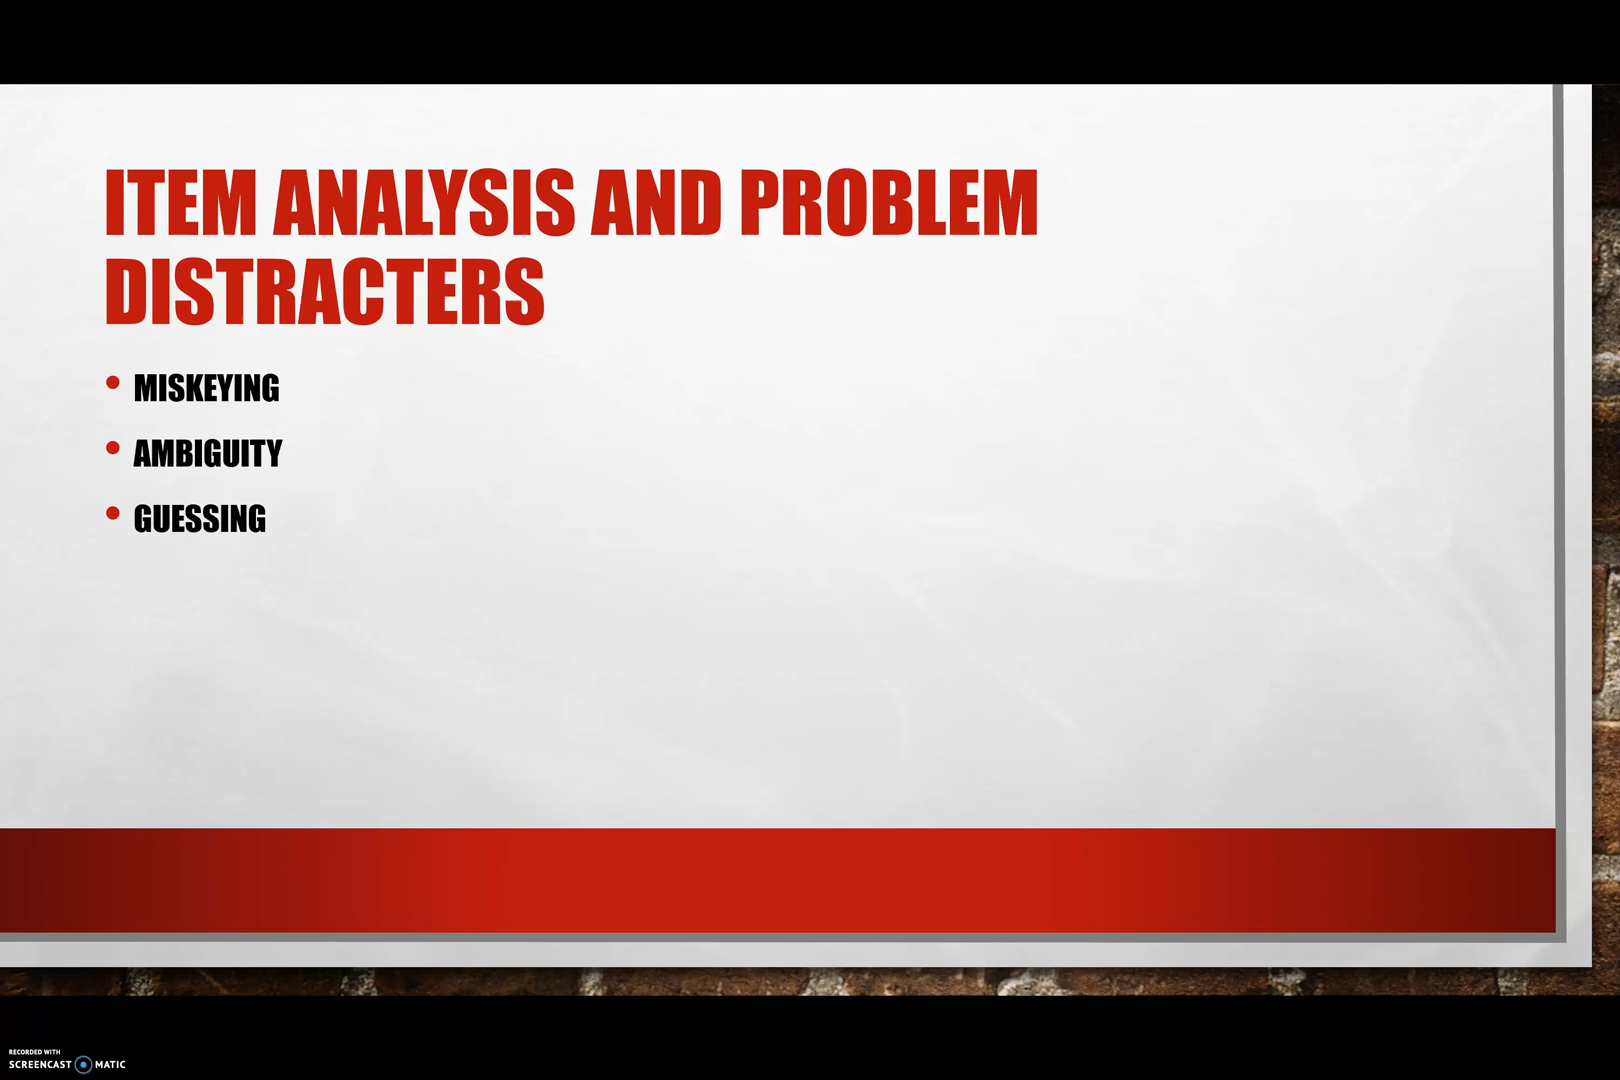 ITEM ANALYSIS AND PROBLEM
DISTRACTERS
• MISKEYING
• AMBIGUITY
• GUESSING
RECORDED WITH
SCREENCAST MATIC